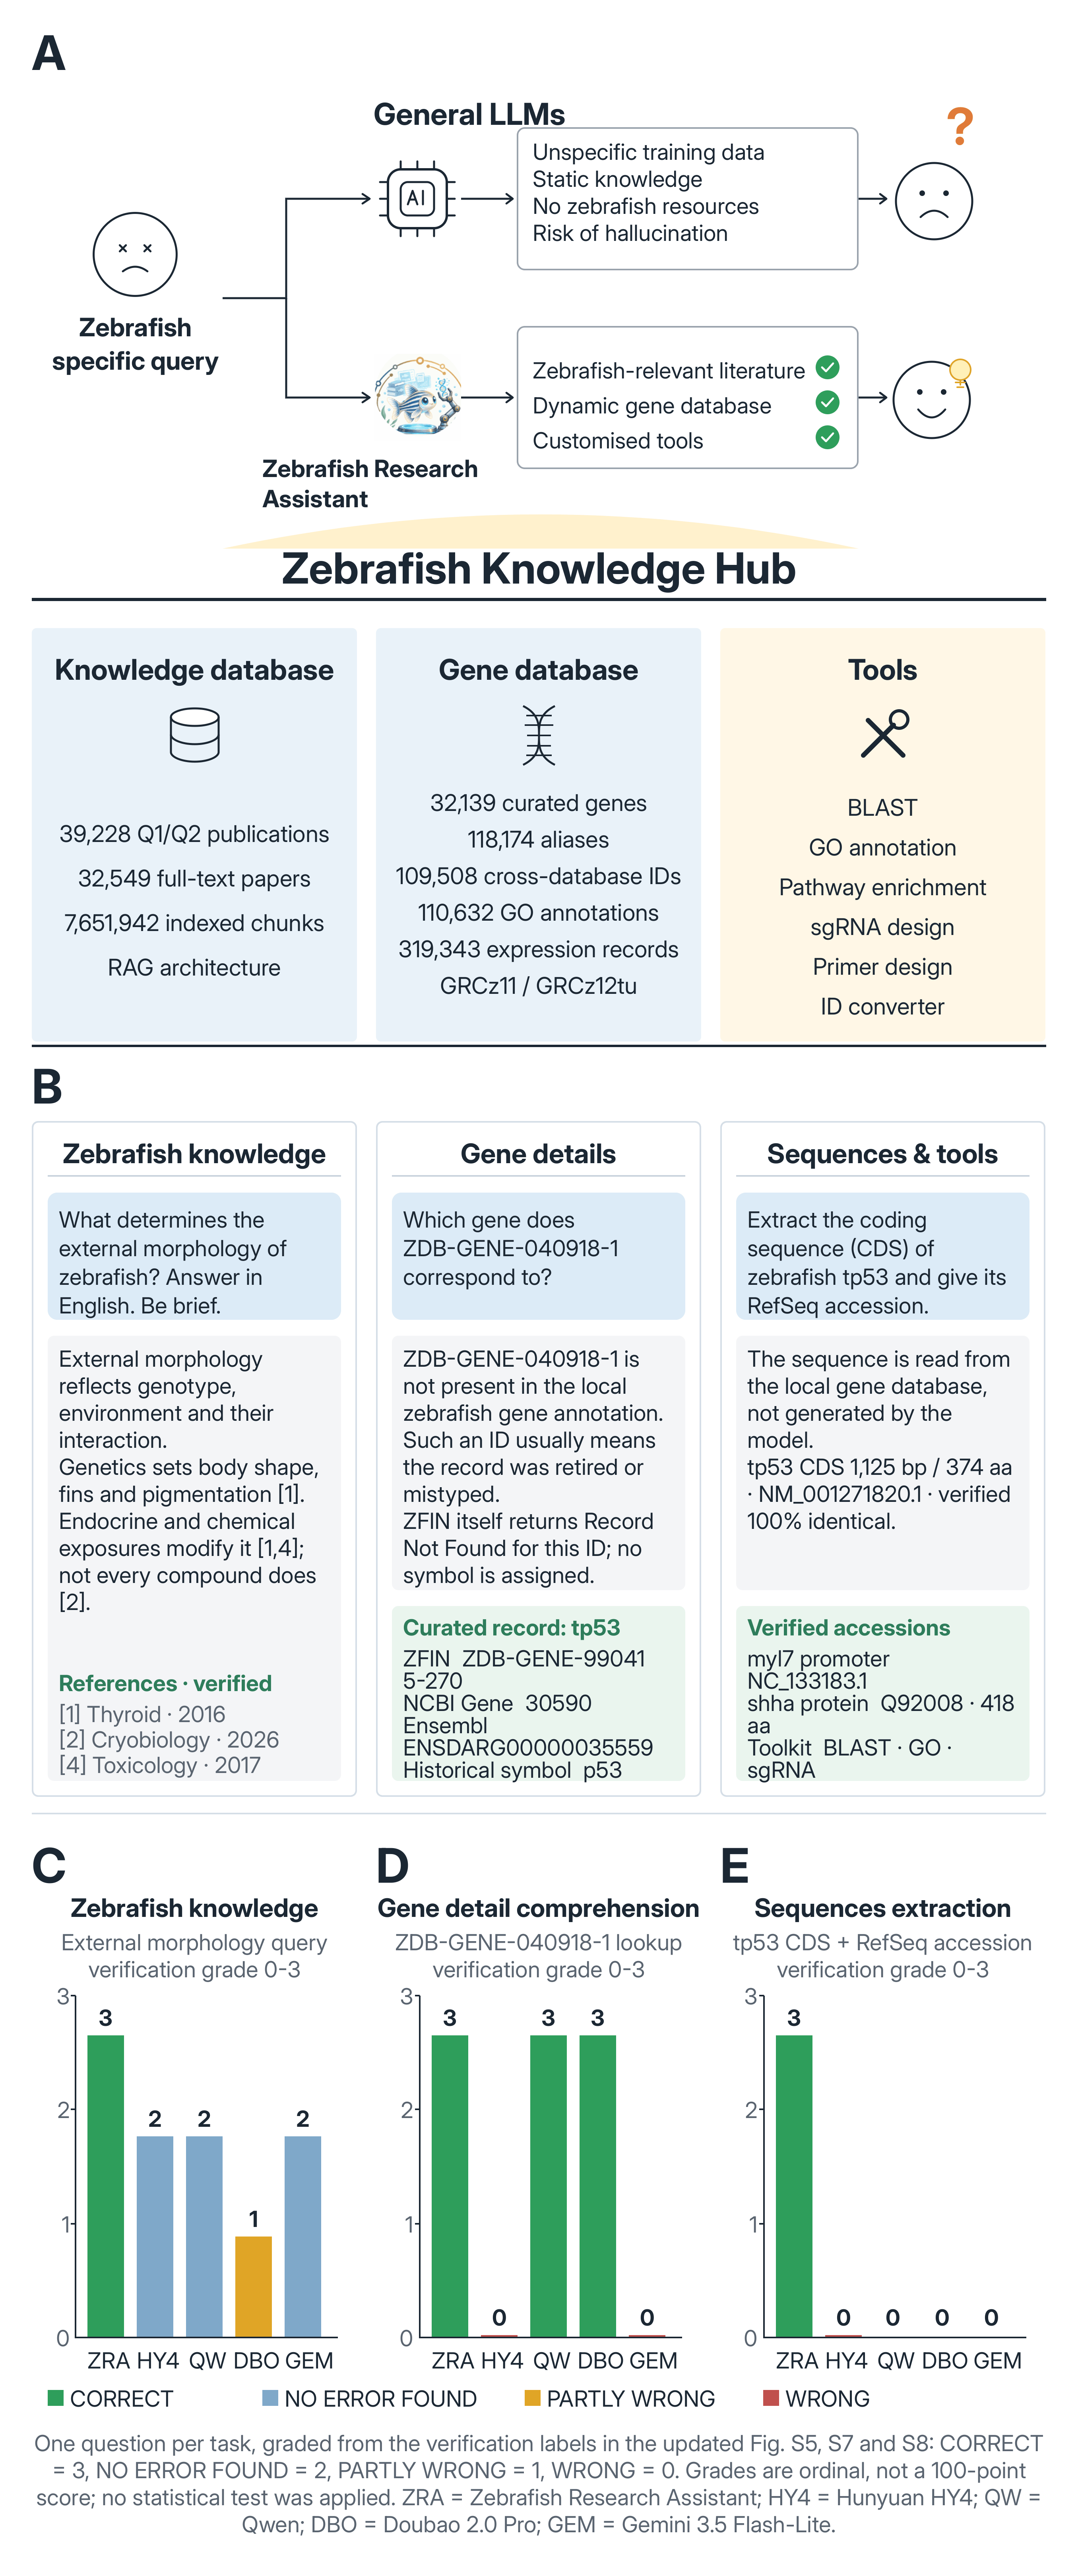 A
General LLMs
?
Unspecific training data
Static knowledge
No zebrafish resources
Risk of hallucination
AI
Zebrafish
specific query
Zebrafish-relevant literature
Dynamic gene database
Customised tools
Zebrafish Research
Assistant
Zebrafish Knowledge Hub
Knowledge database
39,228 Q1/Q2 publications
32,549 full-text papers
7,651,942 indexed chunks
RAG architecture
Gene database
32,139 curated genes
118,174 aliases
109,508 cross-database IDs
110,632 GO annotations
319,343 expression records
GRCz11 / GRCz12tu
Tools
BLAST
GO annotation
Pathway enrichment
sgRNA design
Primer design
ID converter
B
Zebrafish knowledge
What determines the
external morphology of
zebrafish? Answer in
English. Be brief.
External morphology
reflects genotype,
environment and their
interaction.
Genetics sets body shape,
fins and pigmentation [1].
Endocrine and chemical
exposures modify it [1,4];
not every compound does
[2].
References · verified
[1] Thyroid · 2016
[2] Cryobiology · 2026
[4] Toxicology · 2017
Gene details
Which gene does
ZDB-GENE-040918-1
correspond to?
ZDB-GENE-040918-1 is
not present in the local
zebrafish gene annotation.
Such an ID usually means
the record was retired or
mistyped.
ZFIN itself returns Record
Not Found for this ID; no
symbol is assigned.
Curated record: tp53
ZFIN ZDB-GENE-99041
5-270
NCBI Gene 30590
Ensembl
ENSDARG00000035559
Historical symbol p53
Sequences & tools
Extract the coding
sequence (CDS) of
zebrafish tp53 and give its
RefSeq accession.
The sequence is read from
the local gene database,
not generated by the
model.
tp53 CDS 1,125 bp / 374 aa
· NM_001271820.1 · verified
100% identical.
Verified accessions
myl7 promoter
NC_133183.1
shha protein Q92008 · 418
aa
Toolkit BLAST · GO ·
sgRNA
C
Zebrafish knowledge
External morphology query
verification grade 0-3
3
2
1
0
3
2
2
1
2
ZRA HY4 QW DBO GEM
D
Gene detail comprehension
ZDB-GENE-040918-1 lookup
verification grade 0-3
3
2
1
0
3
0
3
3
0
ZRA HY4 QW DBO GEM
E
Sequences extraction
tp53 CDS + RefSeq accession
verification grade 0-3
3
2
1
0
3
0
0
0
0
ZRA HY4 QW DBO GEM
CORRECT
NO ERROR FOUND
PARTLY WRONG
WRONG
One question per task, graded from the verification labels in the updated Fig. S5, S7 and S8: CORRECT
= 3, NO ERROR FOUND = 2, PARTLY WRONG = 1, WRONG = 0. Grades are ordinal, not a 100-point
score; no statistical test was applied. ZRA = Zebrafish Research Assistant; HY4 = Hunyuan HY4; QW =
Qwen; DBO = Doubao 2.0 Pro; GEM = Gemini 3.5 Flash-Lite.